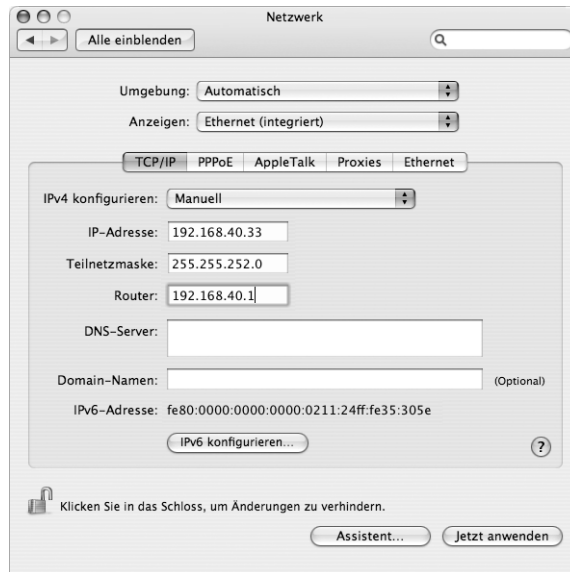 Netzwerk
Alle einblenden
Umgebung: Automatisch
Anzeigen: Ethernet (integriert)
TCP/IP PPPoE AppleTalk Proxies Ethernet
IPv4 konfigurieren: Manuell
IP-Adresse: 192.168.40.33
Teilnetzmaske: 255.255.252.0
Router: 192.168.40.1
DNS-Server:
Domain-Namen: (Optional)
IPv6-Adresse: fe80:0000:0000:0000:0211:24ff:fe35:305e
IPv6 konfigurieren... ?
Klicken Sie in das Schloss, um Änderungen zu verhindern.
Assistent... Jetzt anwenden